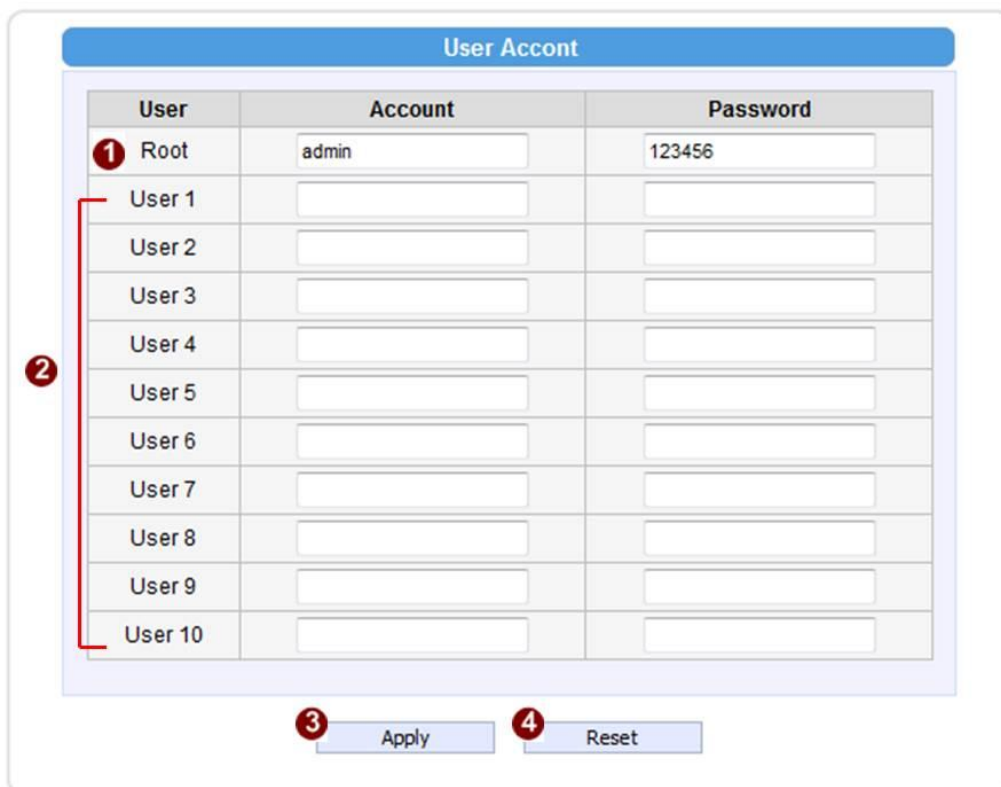 User Accont
User Account Password
1 Root admin 123456
User 1
User 2
User 3
User 4
2 User 5
User 6
User 7
User 8
User 9
User 10
3 Apply 4 Reset